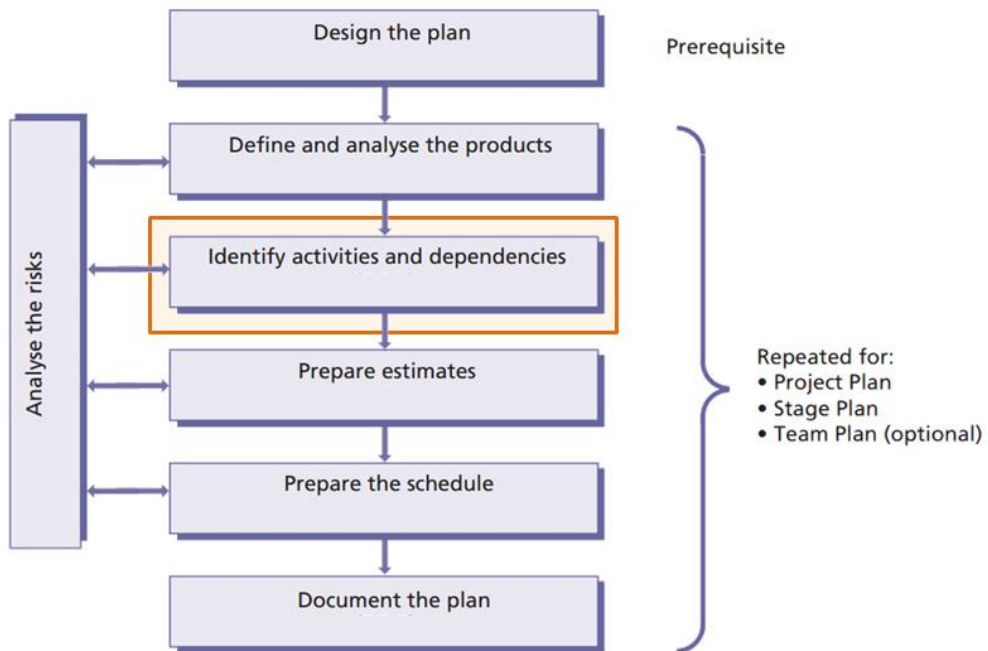 Design the plan
Prerequisite
Define and analyse the products
Identify activities and dependencies
Prepare estimates
Prepare the schedule
Document the plan
Analyse the risks
Repeated for:
• Project Plan
• Stage Plan
• Team Plan (optional)